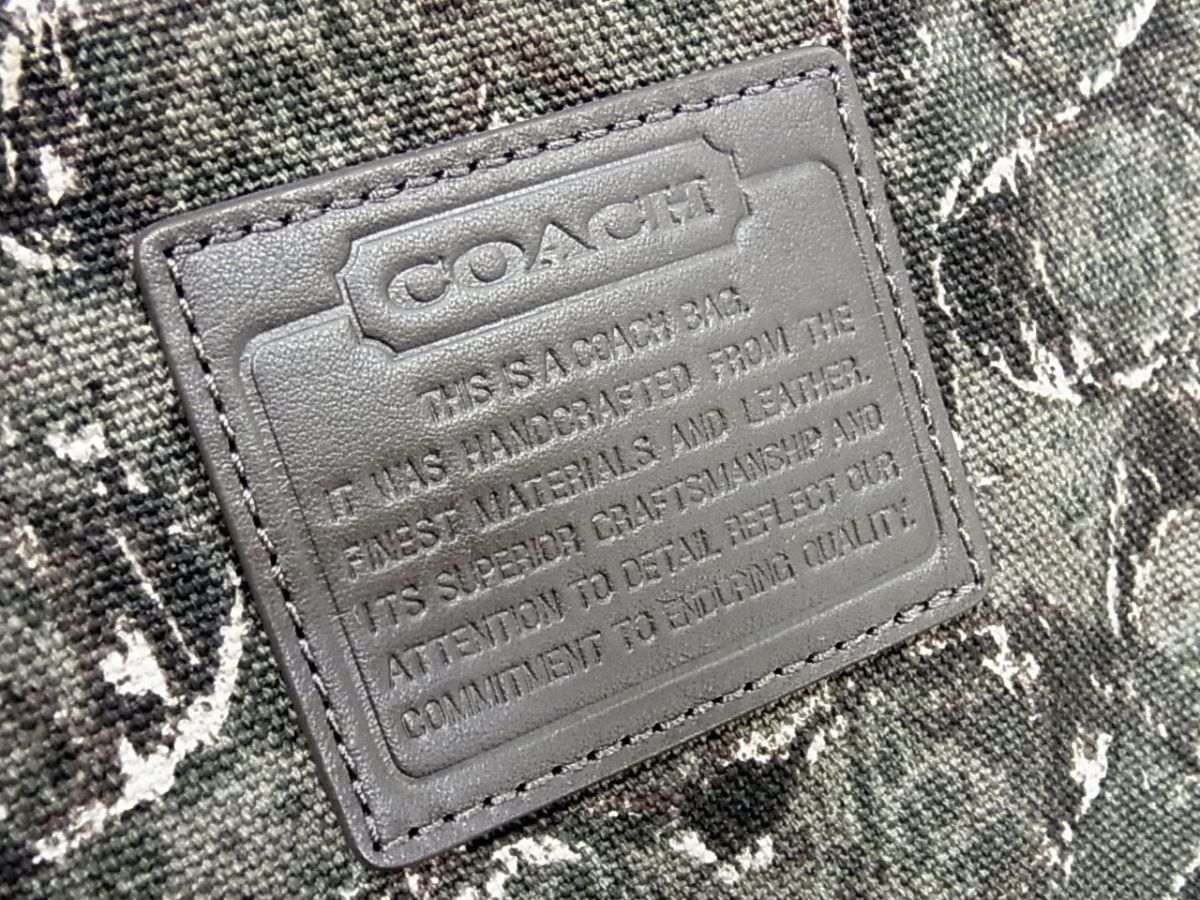 COACH
THIS IS A COACH BAG.
IT WAS HANDCRAFTED FROM THE
FINEST MATERIALS AND LEATHER.
ITS SUPERIOR CRAFTSMANSHIP AND
ATTENTION TO DETAIL REFLECT OUR
COMMITMENT TO ENDURING QUALITY.